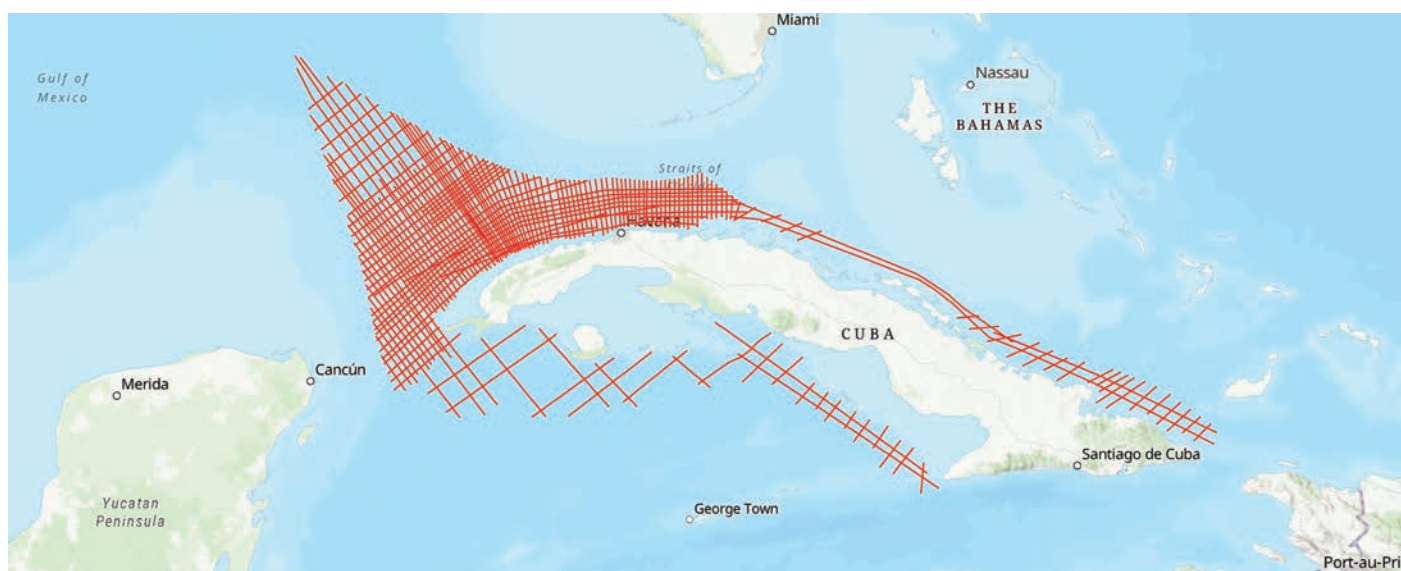 Miami
Gulf of
Mexico
Nassau
THE
BAHAMAS
Straits of
Havana
CUBA
Cancún
Merida
Santiago de Cuba
Yucatan
Peninsula
George Town
Port-au-Pri